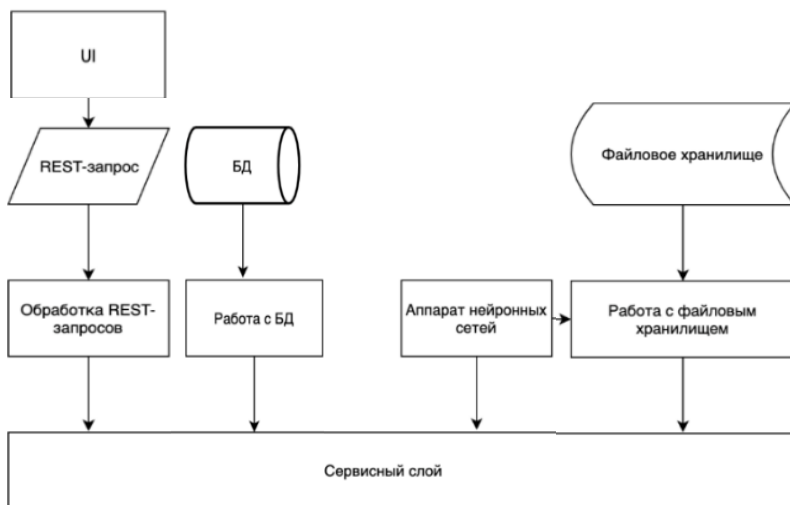 UI
REST-запрос
БД
Файловое хранилище
Обработка REST-
запросов
Работа с БД
Аппарат нейронных
сетей
Работа с файловым
хранилищем
Сервисный слой